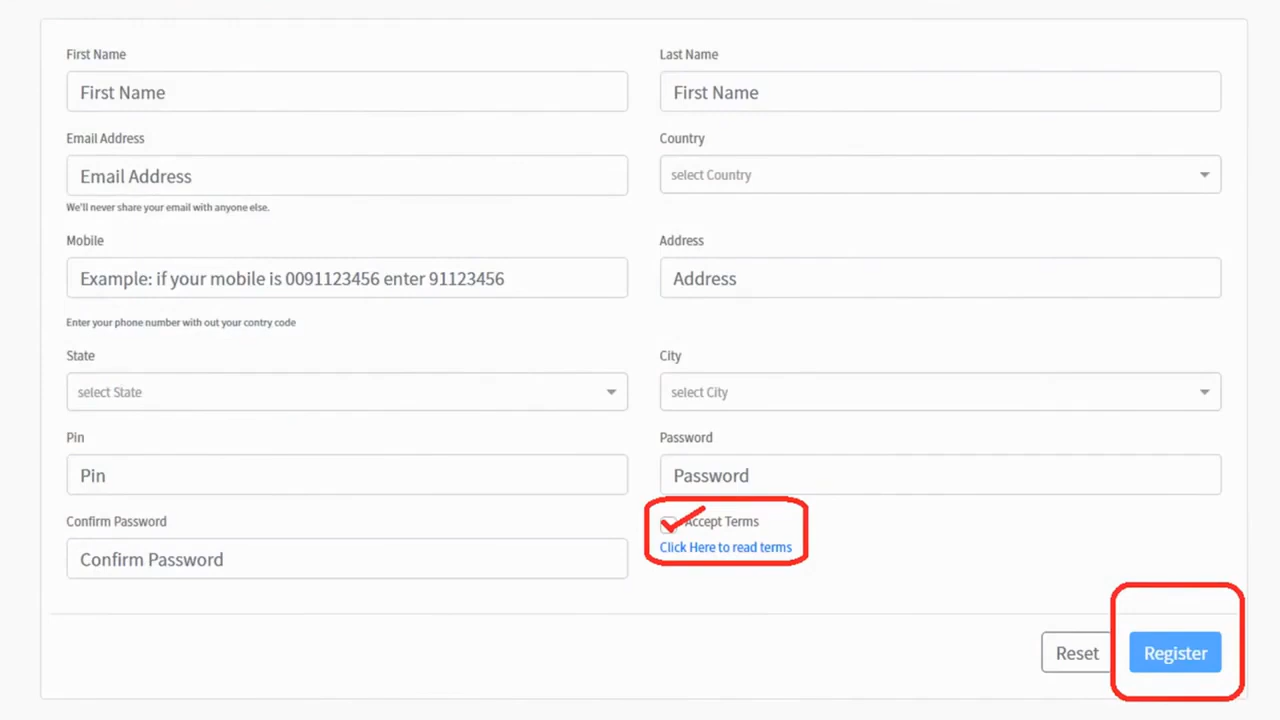 First Name
Last Name
First Name
First Name
Email Address
Country
Email Address
select Country
We'll never share your email with anyone else.
Mobile
Address
Example: if your mobile is 0091123456 enter 91123456
Address
Enter your phone number with out your contry code
State
City
select State
select City
Pin
Password
Pin
Password
Confirm Password
Accept Terms
Click Here to read terms
Confirm Password
Reset
Register